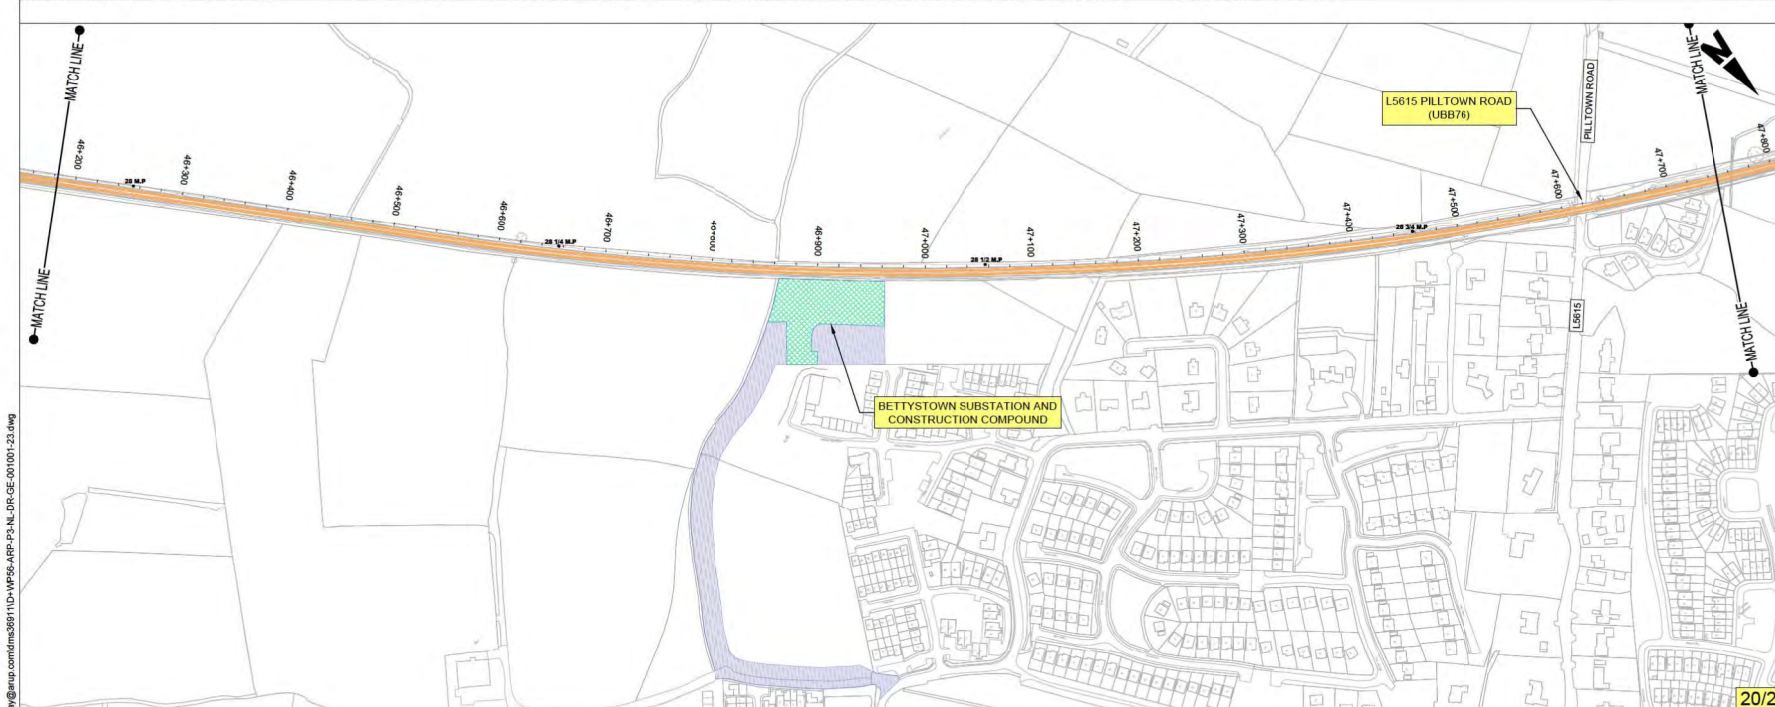 MATCH LINE
MATCH LINE
N
L5615 PILLTOWN ROAD
(UBB76)
PILLTOWN ROAD
46+200
28 M.P
46+300
46+400
46+500
46+600
28 1/4 M.P
46+700
46+800
46+900
47+000
28 1/2 M.P
47+100
47+200
47+300
47+400
28 3/4 M.P
47+500
47+600
47+700
47+800
MATCH LINE
L5615
MATCH LINE
BETTYSTOWN SUBSTATION AND
CONSTRUCTION COMPOUND
20/2